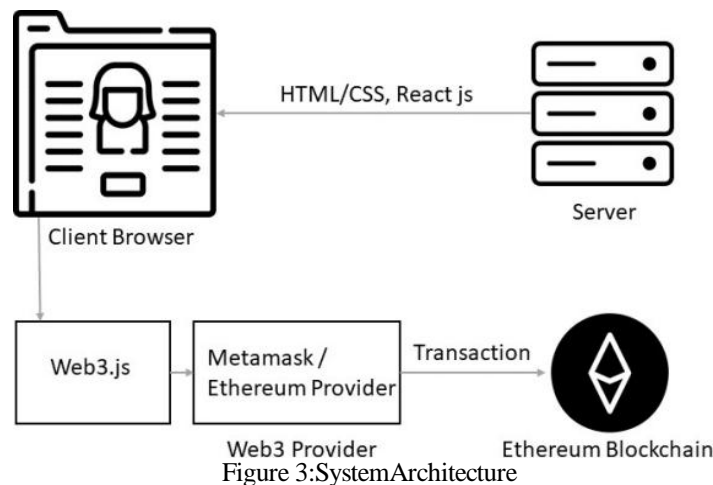 HTML/CSS, React js
Server
Client Browser
Web3.js
Metamask /
Ethereum Provider
Transaction
Web3 Provider
Ethereum Blockchain
Figure 3:SystemArchitecture